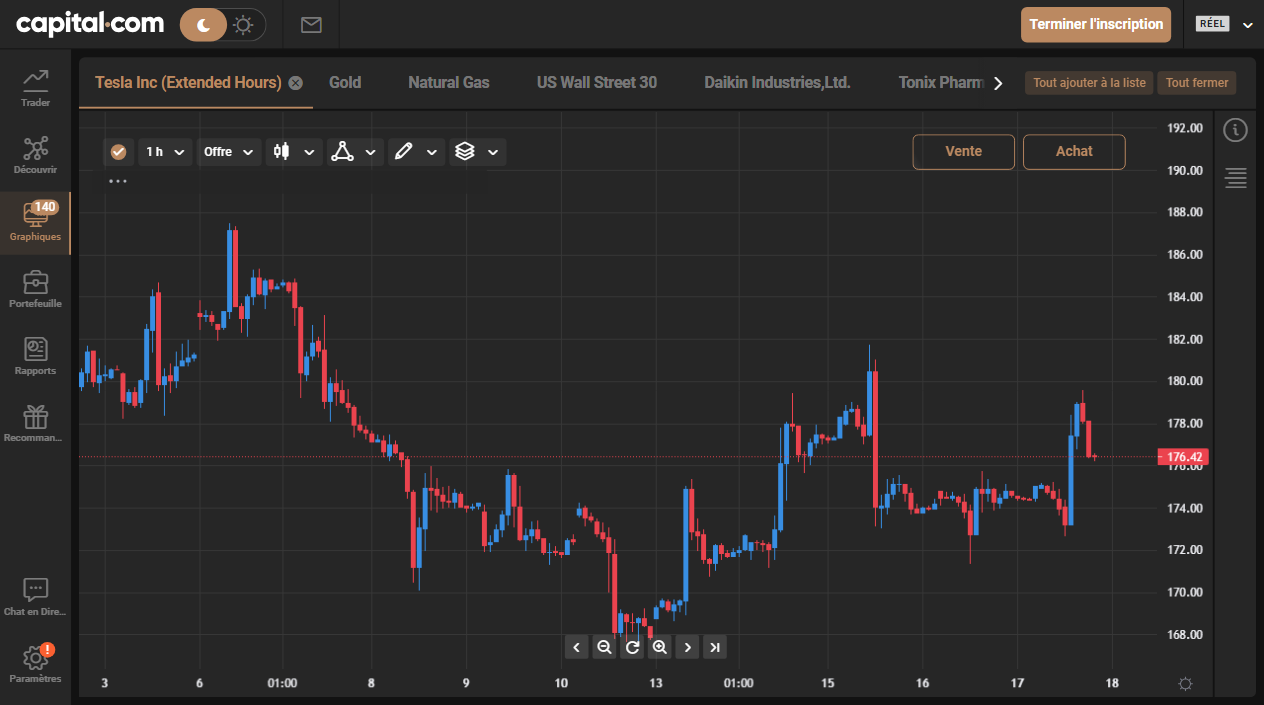 capital.com
Terminer l'inscription
RÉEL
Trader
Découvrir
140
Graphiques
Portefeuille
Rapports
Recomman...
Chat en Dire...
!
Paramètres
Tesla Inc (Extended Hours)
Gold
Natural Gas
US Wall Street 30
Daikin Industries,Ltd.
Tonix Pharm
Tout ajouter à la liste
Tout fermer
1 h
Offre
Vente
Achat
192.00
190.00
188.00
186.00
184.00
182.00
180.00
178.00
176.42
176.00
174.00
172.00
170.00
168.00
3
6
01:00
8
9
10
13
01:00
15
16
17
18